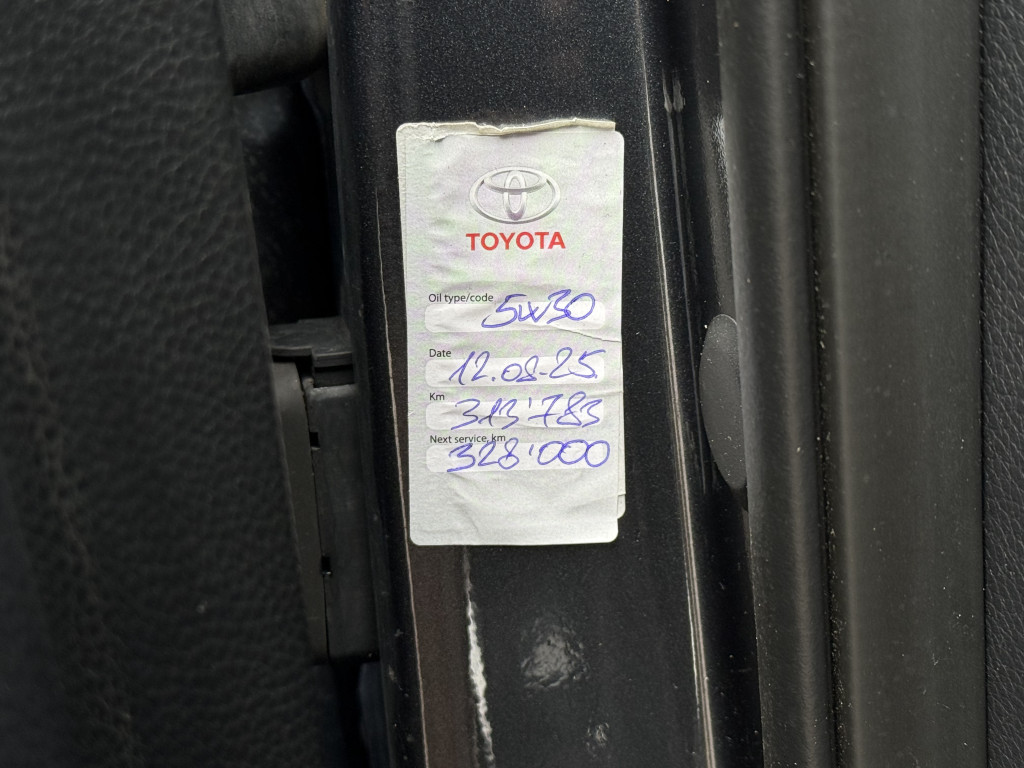 TOYOTA
Oil type/code 5w30
Date 12.08.25
Km 313'783
Next service, km 328'000